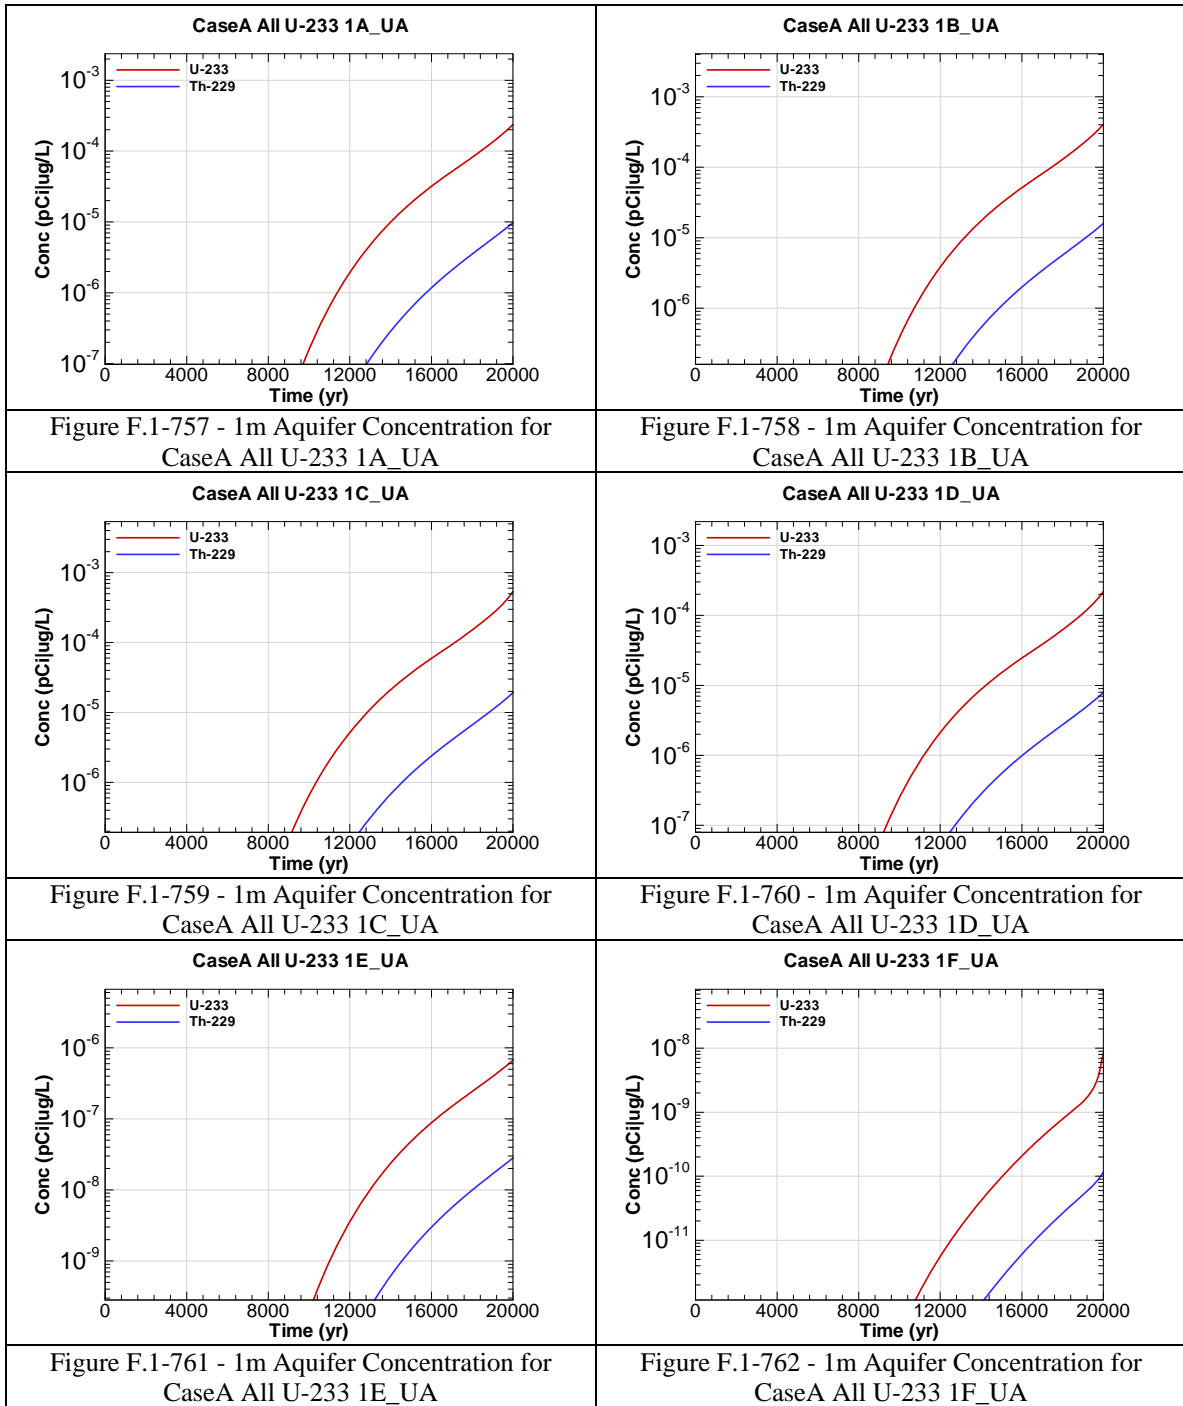 CaseA All U-233 1A_UA
U-233
Th-229
10-3
10-4
10-5
10-6
10-7
Conc (pCi|ug/L)
0 4000 8000 12000 16000 20000
Time (yr)
Figure F.1-757 - 1m Aquifer Concentration for
CaseA All U-233 1A_UA
CaseA All U-233 1B_UA
U-233
Th-229
10-3
10-4
10-5
10-6
Conc (pCi|ug/L)
0 4000 8000 12000 16000 20000
Time (yr)
Figure F.1-758 - 1m Aquifer Concentration for
CaseA All U-233 1B_UA
CaseA All U-233 1C_UA
U-233
Th-229
10-3
10-4
10-5
10-6
Conc (pCi|ug/L)
0 4000 8000 12000 16000 20000
Time (yr)
Figure F.1-759 - 1m Aquifer Concentration for
CaseA All U-233 1C_UA
CaseA All U-233 1D_UA
U-233
Th-229
10-3
10-4
10-5
10-6
10-7
Conc (pCi|ug/L)
0 4000 8000 12000 16000 20000
Time (yr)
Figure F.1-760 - 1m Aquifer Concentration for
CaseA All U-233 1D_UA
CaseA All U-233 1E_UA
U-233
Th-229
10-6
10-7
10-8
10-9
Conc (pCi|ug/L)
0 4000 8000 12000 16000 20000
Time (yr)
Figure F.1-761 - 1m Aquifer Concentration for
CaseA All U-233 1E_UA
CaseA All U-233 1F_UA
U-233
Th-229
10-8
10-9
10-10
10-11
Conc (pCi|ug/L)
0 4000 8000 12000 16000 20000
Time (yr)
Figure F.1-762 - 1m Aquifer Concentration for
CaseA All U-233 1F_UA